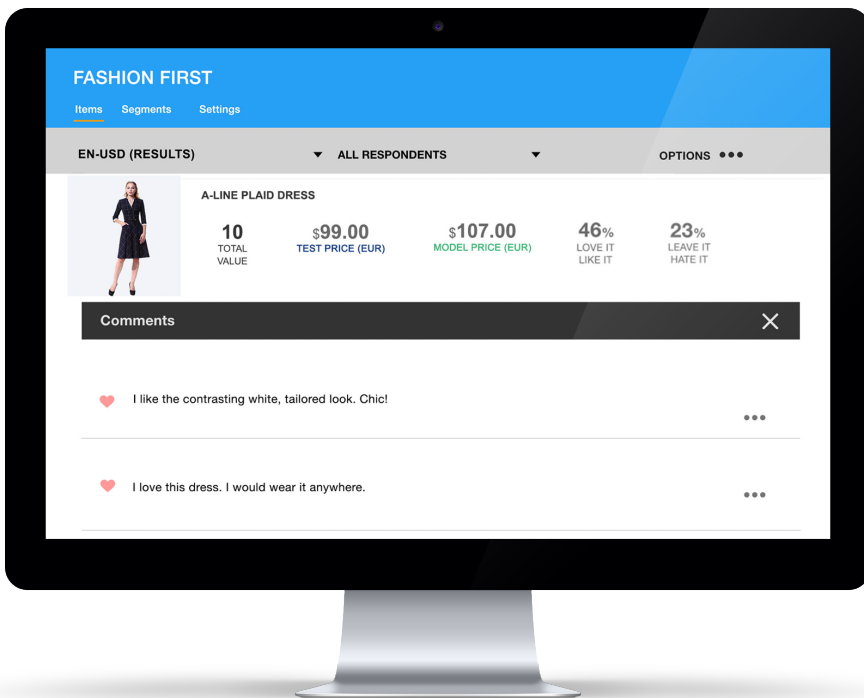 FASHION FIRST
Items Segments Settings
EN-USD (RESULTS) ALL RESPONDENTS OPTIONS
A-LINE PLAID DRESS
10 $99.00 $107.00 46% 23%
TOTAL TEST PRICE (EUR) MODEL PRICE (EUR) LOVE IT LEAVE IT
VALUE LIKE IT HATE IT
Comments
I like the contrasting white, tailored look. Chic!
I love this dress. I would wear it anywhere.